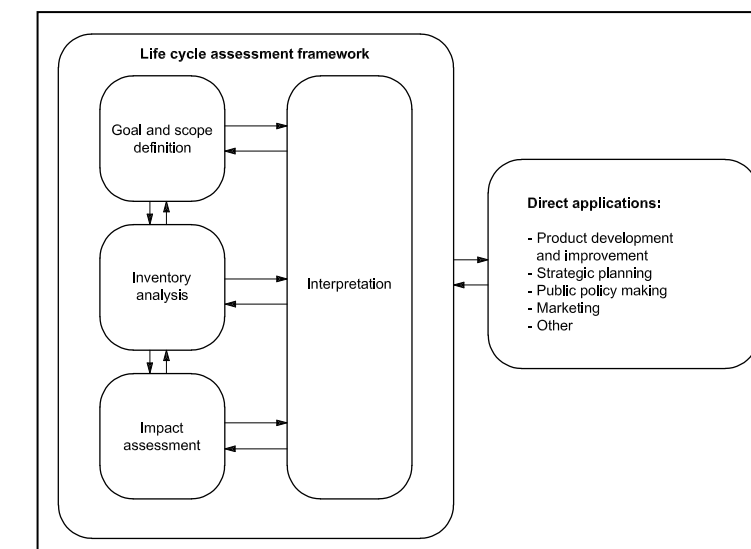 Life cycle assessment framework
Goal and scope
definition
Inventory
analysis
Impact
assessment
Interpretation
Direct applications:
- Product development
and improvement
- Strategic planning
- Public policy making
- Marketing
- Other